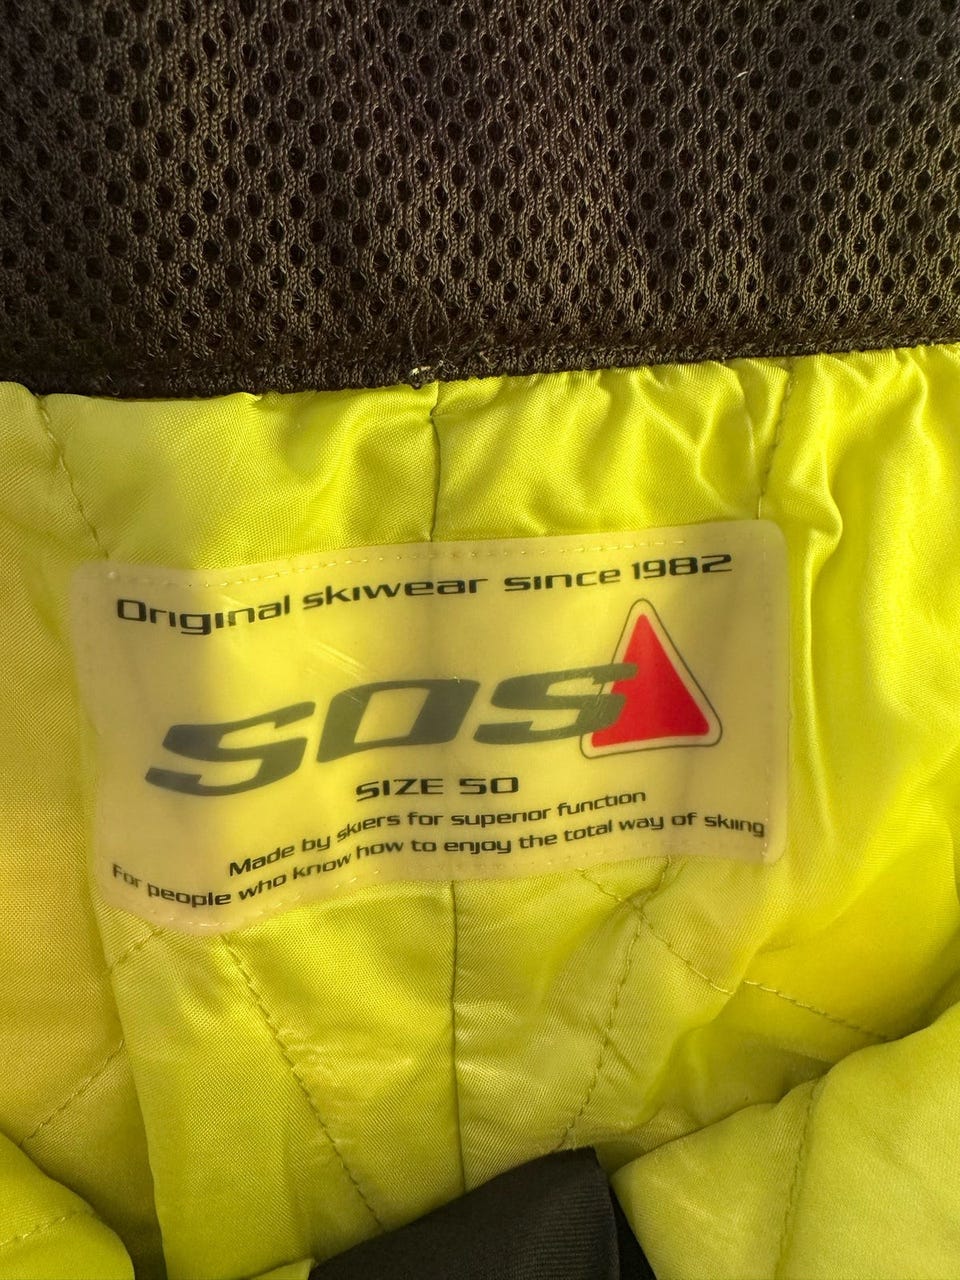 Original skiwear since 1982
SOS
SIZE 50
Made by skiers for superior function
For people who know how to enjoy the total way of skiing